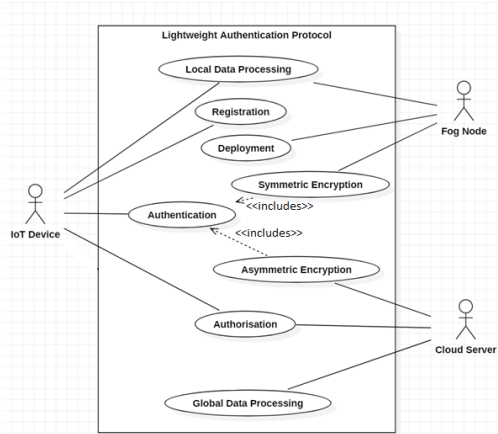 Lightweight Authentication Protocol
Local Data Processing
Registration
Fog Node
Deployment
Symmetric Encryption
<<includes>>
Authentication
IoT Device
<<includes>>
Asymmetric Encryption
Authorisation
Cloud Server
Global Data Processing